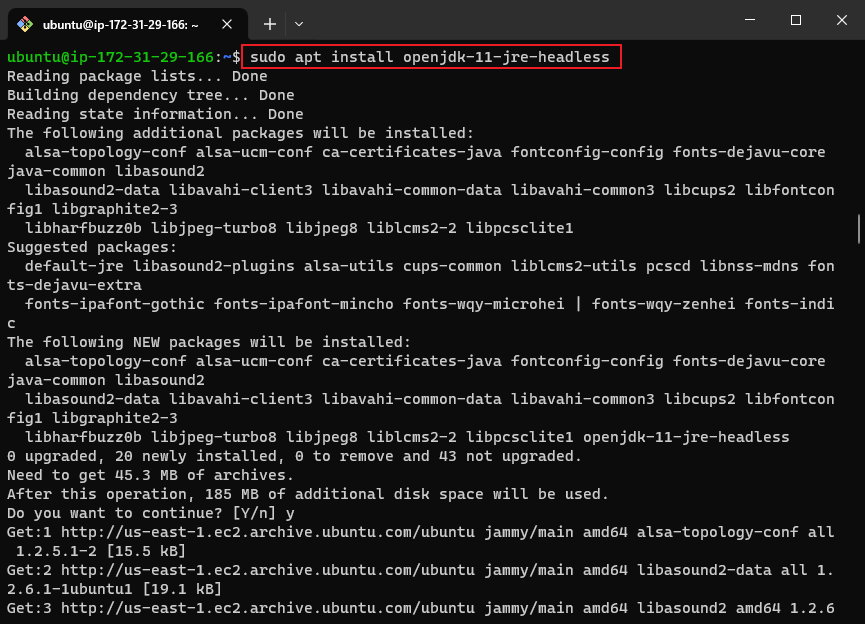 ubuntu@ip-172-31-29-166: ~
ubuntu@ip-172-31-29-166:~$ sudo apt install openjdk-11-jre-headless
Reading package lists... Done
Building dependency tree... Done
Reading state information... Done
The following additional packages will be installed:
  alsa-topology-conf alsa-ucm-conf ca-certificates-java fontconfig-config fonts-dejavu-core
java-common libasound2
  libasound2-data libavahi-client3 libavahi-common-data libavahi-common3 libcups2 libfontcon
fig1 libgraphite2-3
  libharfbuzz0b libjpeg-turbo8 libjpeg8 liblcms2-2 libpcsclite1
Suggested packages:
  default-jre libasound2-plugins alsa-utils cups-common liblcms2-utils pcscd libnss-mdns fon
ts-dejavu-extra
  fonts-ipafont-gothic fonts-ipafont-mincho fonts-wqy-microhei | fonts-wqy-zenhei fonts-indi
c
The following NEW packages will be installed:
  alsa-topology-conf alsa-ucm-conf ca-certificates-java fontconfig-config fonts-dejavu-core
java-common libasound2
  libasound2-data libavahi-client3 libavahi-common-data libavahi-common3 libcups2 libfontcon
fig1 libgraphite2-3
  libharfbuzz0b libjpeg-turbo8 libjpeg8 liblcms2-2 libpcsclite1 openjdk-11-jre-headless
0 upgraded, 20 newly installed, 0 to remove and 43 not upgraded.
Need to get 45.3 MB of archives.
After this operation, 185 MB of additional disk space will be used.
Do you want to continue? [Y/n] y
Get:1 http://us-east-1.ec2.archive.ubuntu.com/ubuntu jammy/main amd64 alsa-topology-conf all
 1.2.5.1-2 [15.5 kB]
Get:2 http://us-east-1.ec2.archive.ubuntu.com/ubuntu jammy/main amd64 libasound2-data all 1.
2.6.1-1ubuntu1 [19.1 kB]
Get:3 http://us-east-1.ec2.archive.ubuntu.com/ubuntu jammy/main amd64 libasound2 amd64 1.2.6